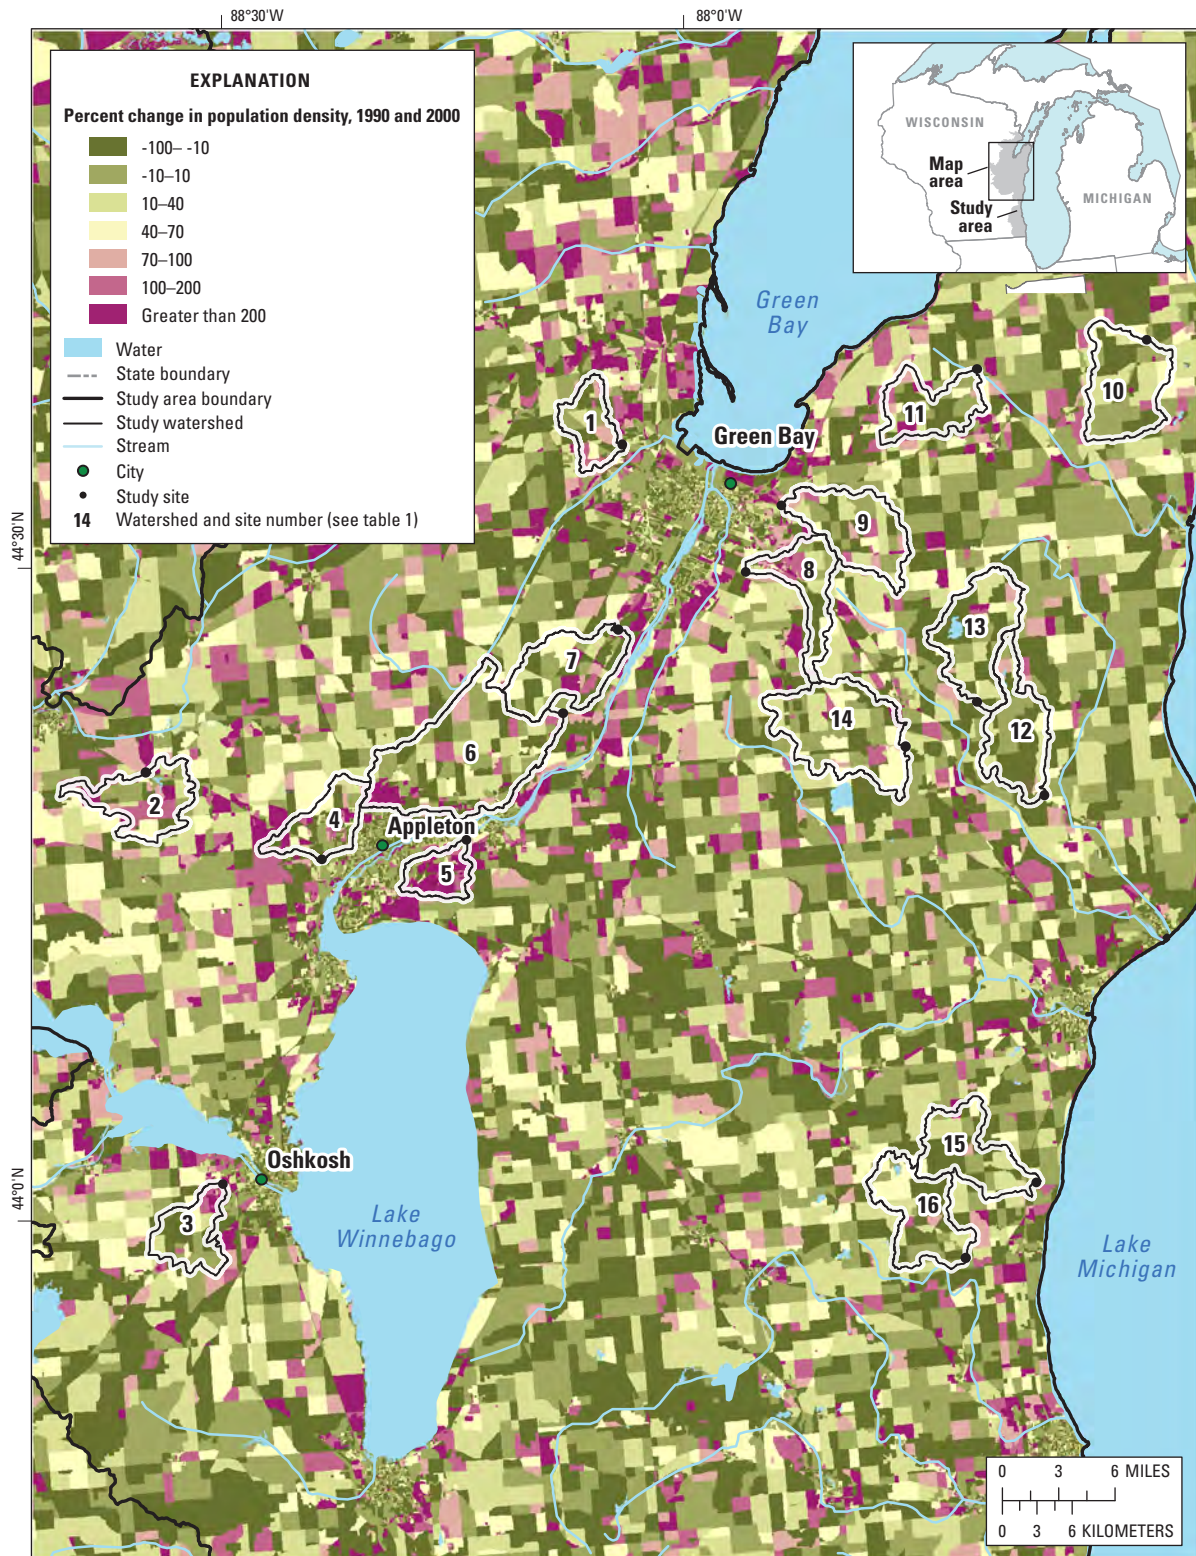 88°30'W
88°0'W
EXPLANATION
Percent change in population density, 1990 and 2000
-100– -10
-10–10
10–40
40–70
70–100
100–200
Greater than 200
Water
State boundary
Study area boundary
Study watershed
Stream
City
Study site
14 Watershed and site number (see table 1)
WISCONSIN
Map area
Study area
MICHIGAN
Green Bay
10
11
1
Green Bay
44°30'N
9
8
13
7
14
12
6
2
4
Appleton
5
15
Oshkosh
16
3
Lake Winnebago
Lake Michigan
44°0'N
0 3 6 MILES
0 3 6 KILOMETERS